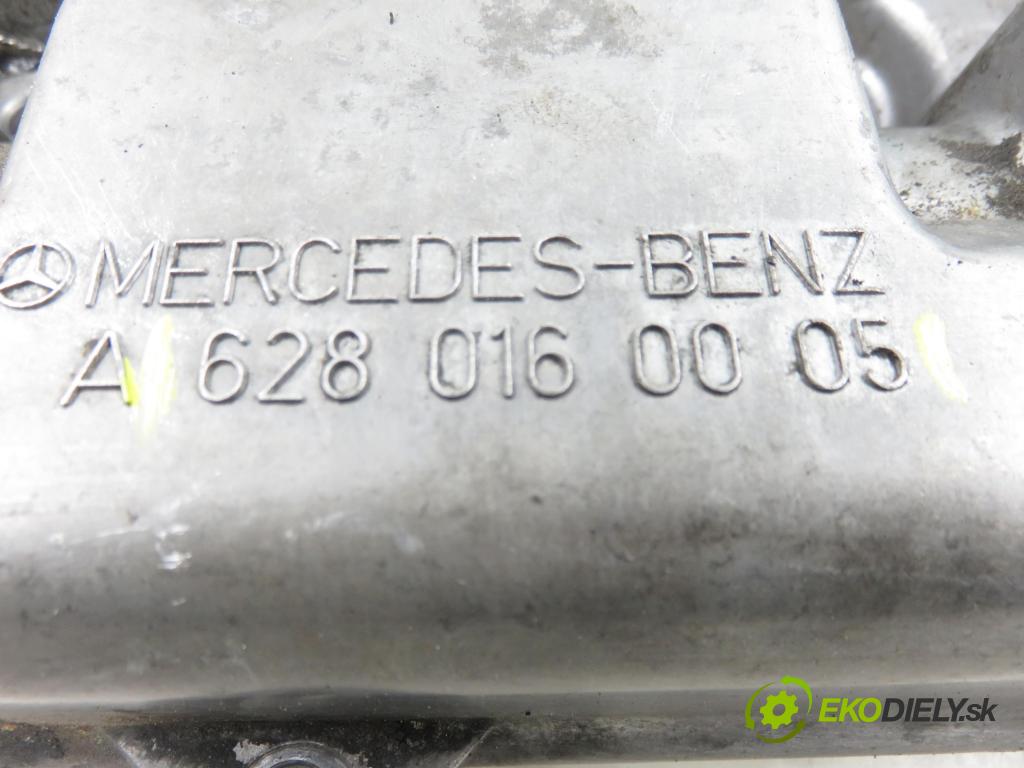 MERCEDES-BENZ
A 628 016 00 05
EKODIELY.sk